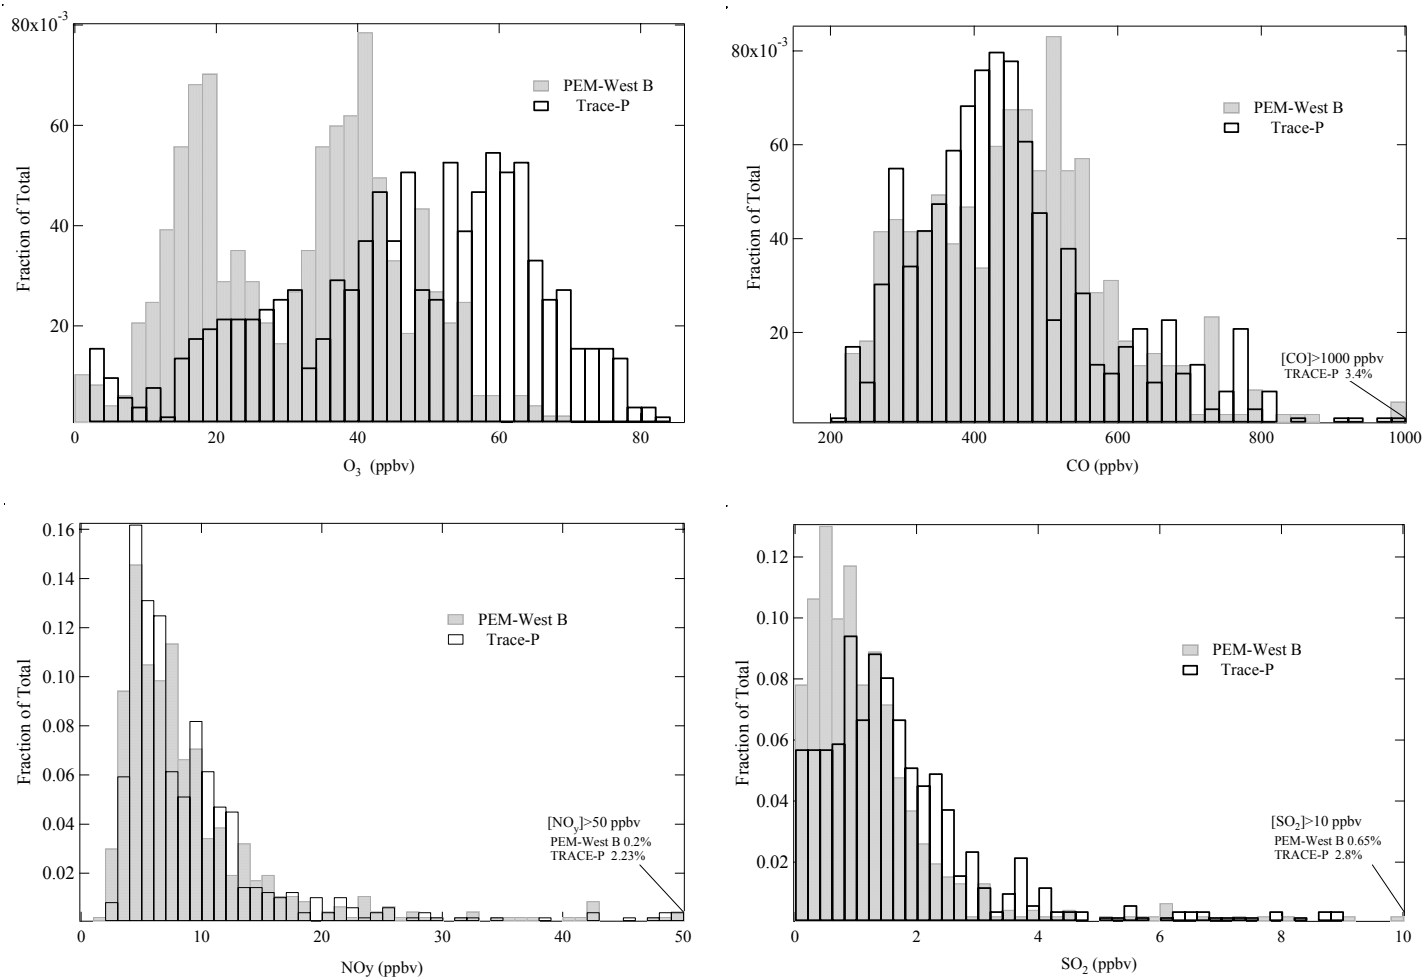 80x10⁻³
60
40
20
Fraction of Total
PEM-West B
Trace-P
0 20 40 60 80
O₃ (ppbv)
80x10⁻³
60
40
20
Fraction of Total
PEM-West B
Trace-P
[CO]>1000 ppbv
TRACE-P 3.4%
200 400 600 800 1000
CO (ppbv)
0.16
0.14
0.12
0.10
0.08
0.06
0.04
0.02
Fraction of Total
PEM-West B
Trace-P
[NOy]>50 ppbv
PEM-West B 0.2%
TRACE-P 2.23%
0 10 20 30 40 50
NOy (ppbv)
0.12
0.10
0.08
0.06
0.04
0.02
Fraction of Total
PEM-West B
Trace-P
[SO₂]>10 ppbv
PEM-West B 0.65%
TRACE-P 2.8%
0 2 4 6 8 10
SO₂ (ppbv)